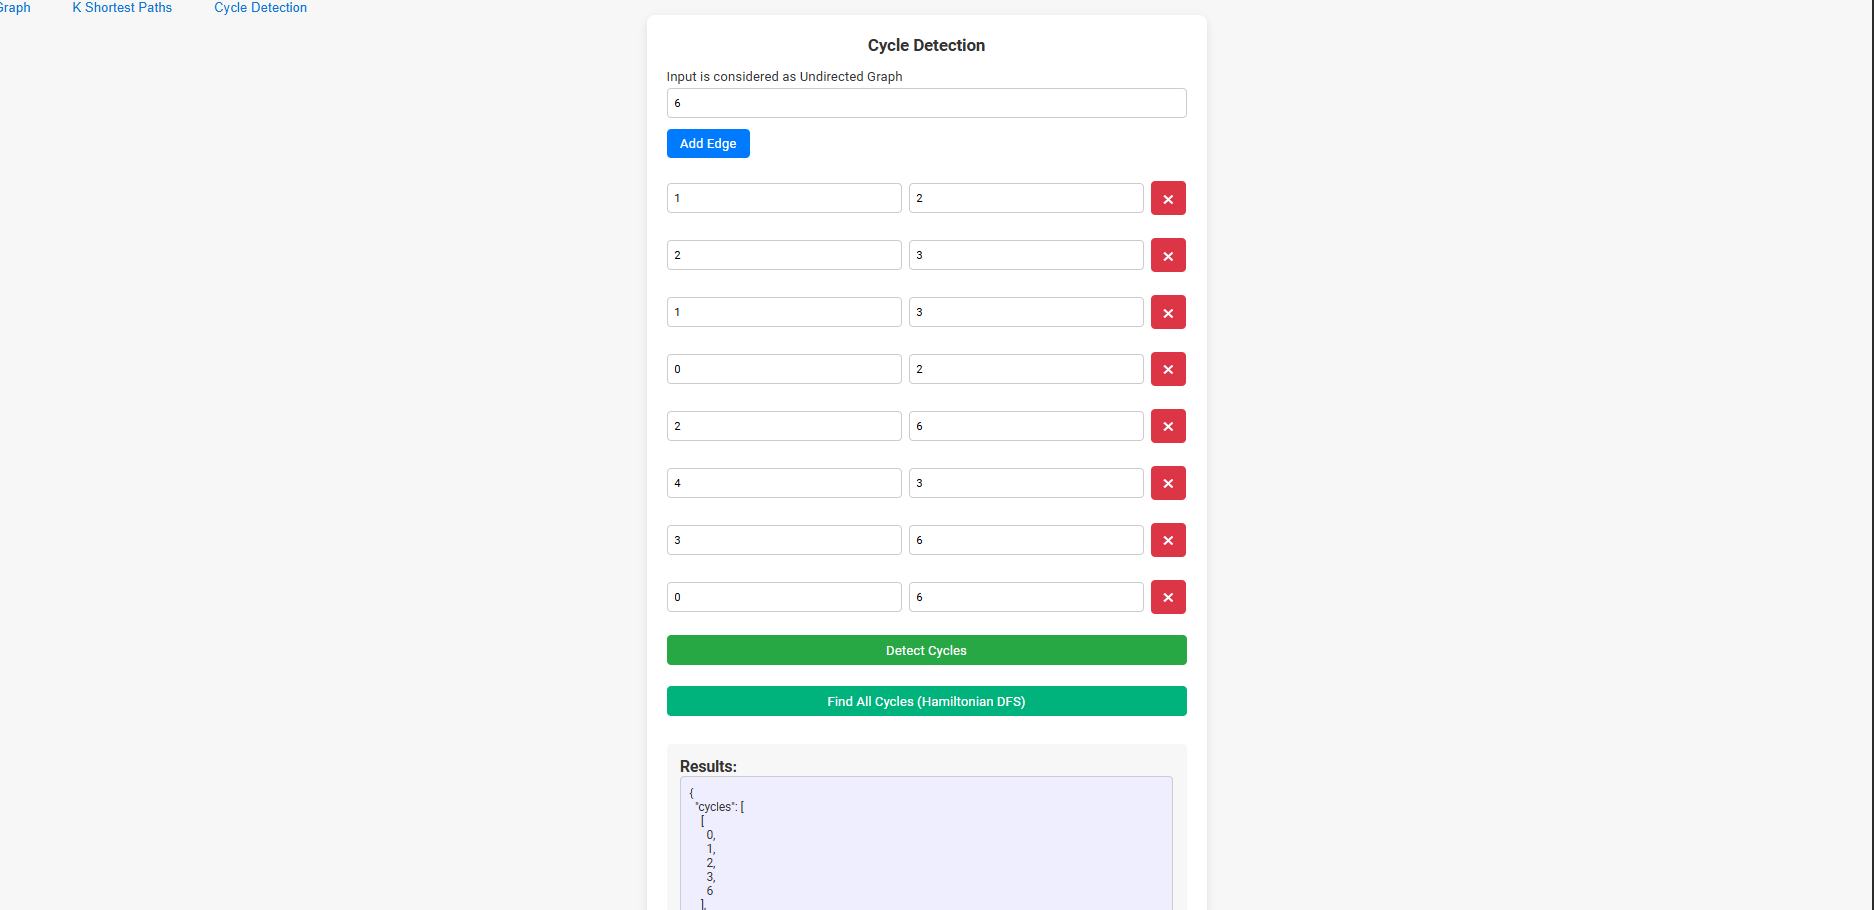 Graph K Shortest Paths Cycle Detection
Cycle Detection
Input is considered as Undirected Graph
6
Add Edge
1 2 ×
2 3 ×
1 3 ×
0 2 ×
2 6 ×
4 3 ×
3 6 ×
0 6 ×
Detect Cycles
Find All Cycles (Hamiltonian DFS)
Results:
{
"cycles": [
[
0,
1,
2,
3,
6
],